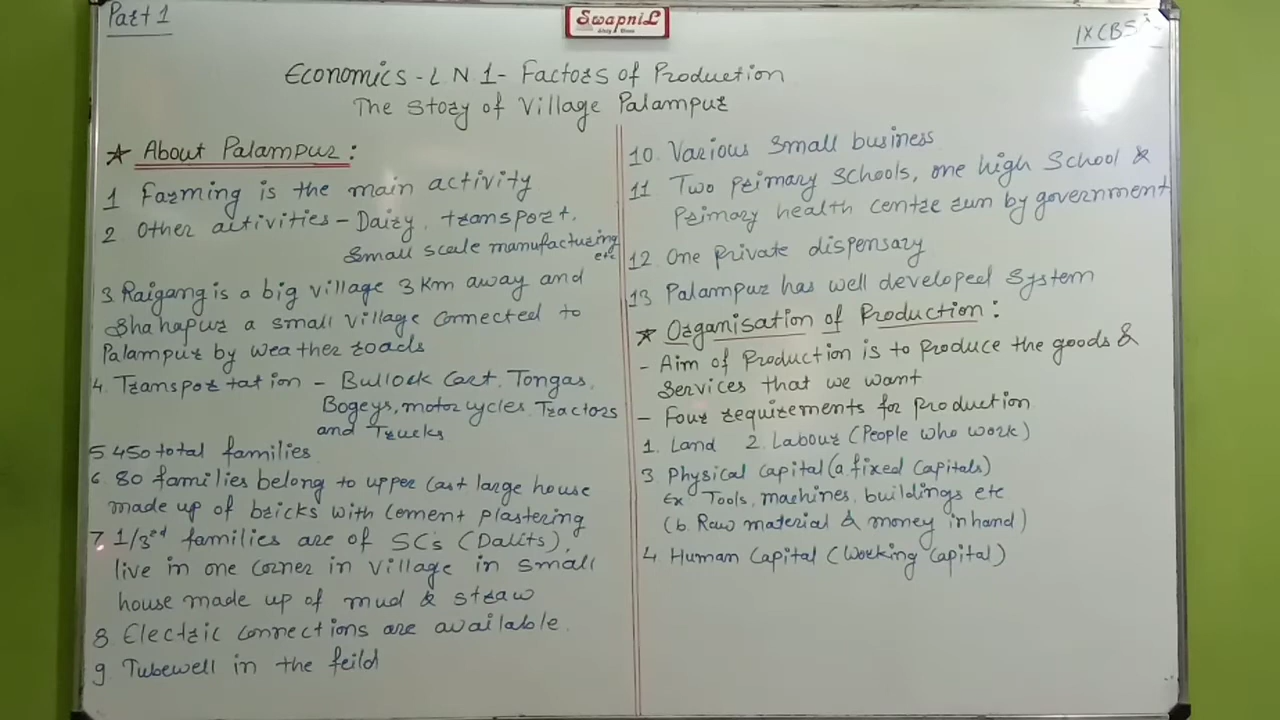 Part 1
SwapniL
Study Room
IX CBSE
Economics - L N 1 - Factors of Production
The Story of Village Palampur
★ About Palampur :
1 Farming is the main activity
2 Other activities - Dairy, transport,
Small scale manufacturing
etc
3 Raigang is a big village 3 Km away and
Shahapur a small village connected to
Palampur by weather roads
4. Transportation - Bullock Cart, Tongas,
Bogeys, motor cycles, Tractors
and Trucks
5. 450 total families
6. 80 families belong to upper cast large house
made up of bricks with cement plastering
7. 1/3rd families are of SC's (Dalits),
live in one corner in village in small
house made up of mud & straw
8 Electric connections are available.
9 Tubewell in the feild
10. Various Small business
11 Two primary Schools, one high School &
Primary health centre run by government
12 One private dispensary
13 Palampur has well developed System
★ Organisation of Production :
- Aim of Production is to produce the goods &
Services that we want
- Four requirements for production
1. Land 2. Labour (People who work)
3 Physical Capital (a. fixed capitals)
Ex Tools, machines, buildings etc
(b. Raw material & money in hand)
4 Human Capital (Working Capital)